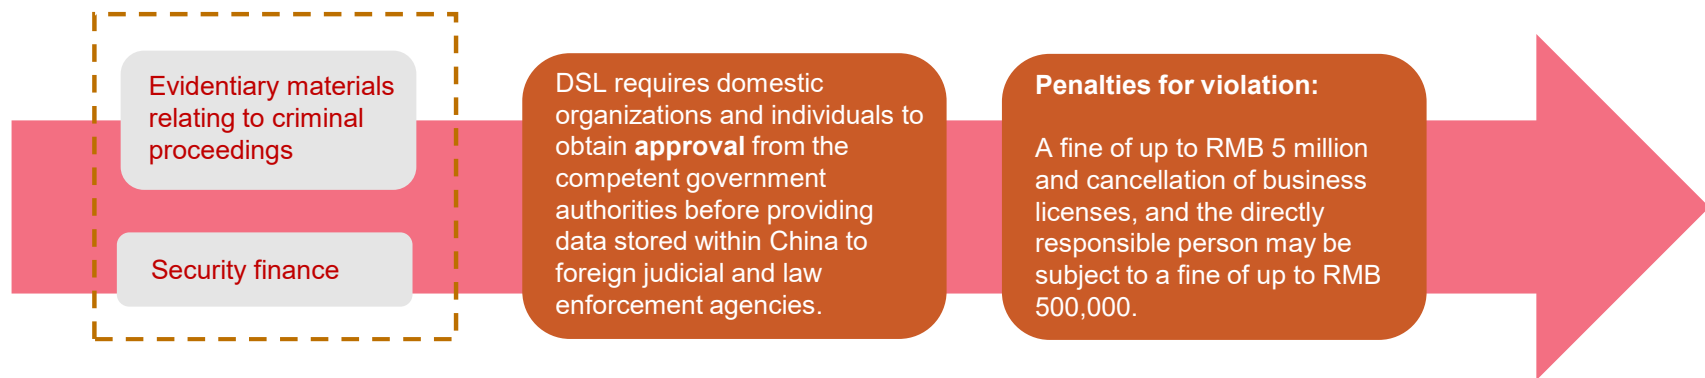 Evidentiary materials
relating to criminal
proceedings
Security finance
DSL requires domestic
organizations and individuals to
obtain approval from the
competent government
authorities before providing
data stored within China to
foreign judicial and law
enforcement agencies.
Penalties for violation:
A fine of up to RMB 5 million
and cancellation of business
licenses, and the directly
responsible person may be
subject to a fine of up to RMB
500,000.